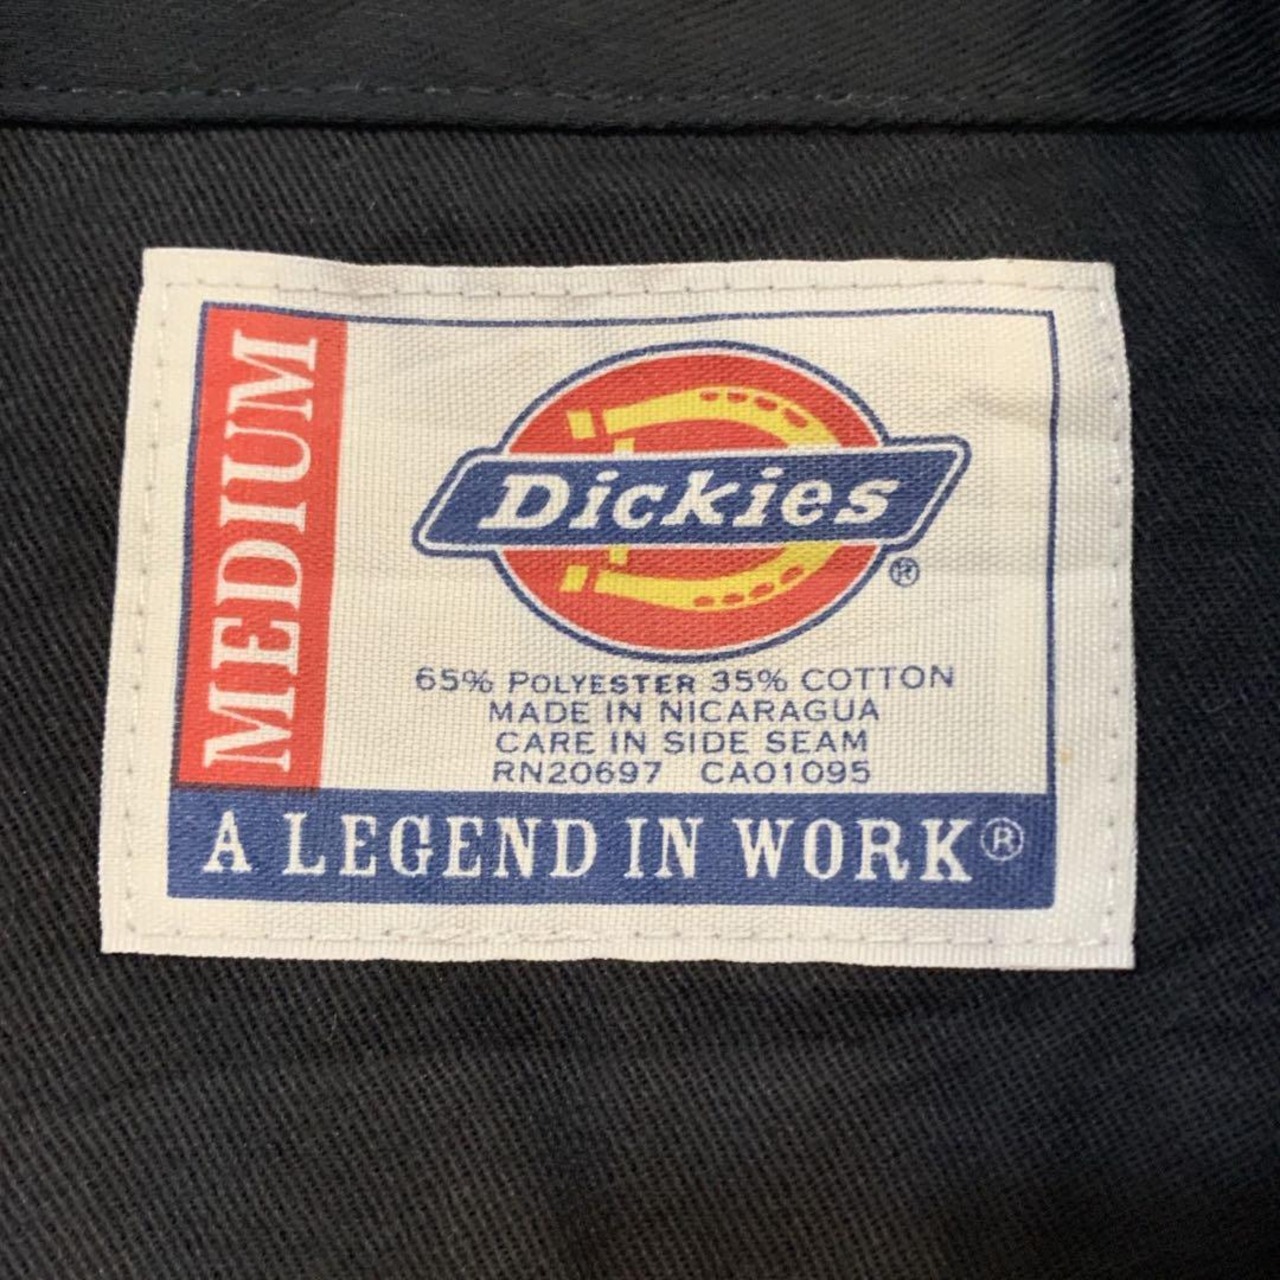 MEDIUM
Dickies
®
65% POLYESTER 35% COTTON
MADE IN NICARAGUA
CARE IN SIDE SEAM
RN20697 CA01095
A LEGEND IN WORK®